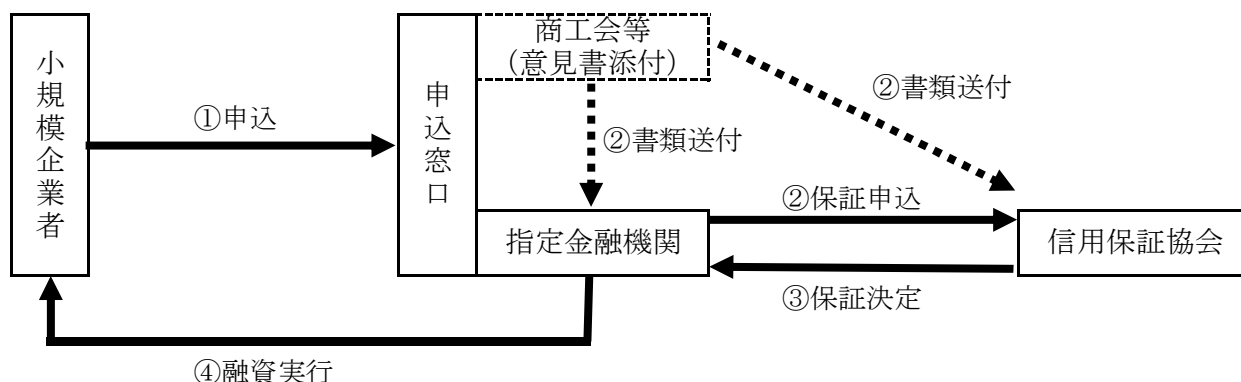 小規模企業者
①申込
申込窓口
商工会等
(意見書添付)
②書類送付
②書類送付
指定金融機関
②保証申込
信用保証協会
③保証決定
④融資実行